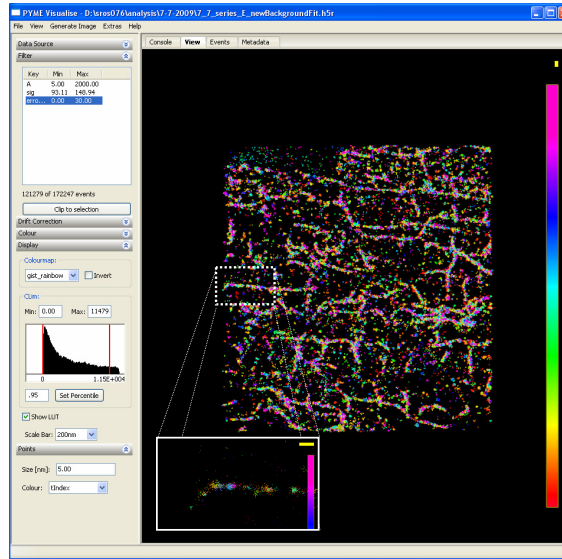 PYME Visualise - D:\sros076\analysis\7-7-2009\7_7_series_E_newBackgroundFit.h5r
File View Generate Image Extras Help
Data Source
Filter
Key Min Max
A 5.00 2000.00
sig 93.11 148.94
erro... 0.00 30.00
121279 of 172247 events
Clip to selection
Drift Correction
Colour
Display
Colourmap:
gist_rainbow Invert
CLim:
Min: 0.00 Max: 11479
0 1.15E+004
.95 Set Percentile
Show LUT
Scale Bar: 200nm
Points
Size [nm]: 5.00
Colour: tIndex
Console View Events Metadata